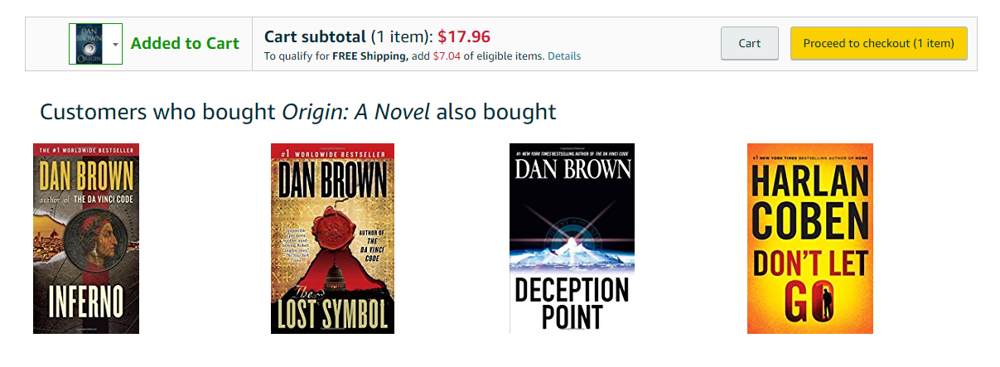 DAN
BROWN
ORIGIN
Added to Cart
Cart subtotal (1 item): $17.96
To qualify for FREE Shipping, add $7.04 of eligible items. Details
Cart
Proceed to checkout (1 item)
Customers who bought Origin: A Novel also bought
THE #1 WORLDWIDE BESTSELLER
DAN BROWN
author of THE DA VINCI CODE
INFERNO
#1 WORLDWIDE BESTSELLER
DAN BROWN
AUTHOR OF
THE
DA VINCI
CODE
The
LOST SYMBOL
#1 NEW YORK TIMES BESTSELLING AUTHOR OF THE DA VINCI CODE
DAN BROWN
DECEPTION
POINT
#1 NEW YORK TIMES BESTSELLING AUTHOR OF HOME
HARLAN
COBEN
DON'T LET
GO